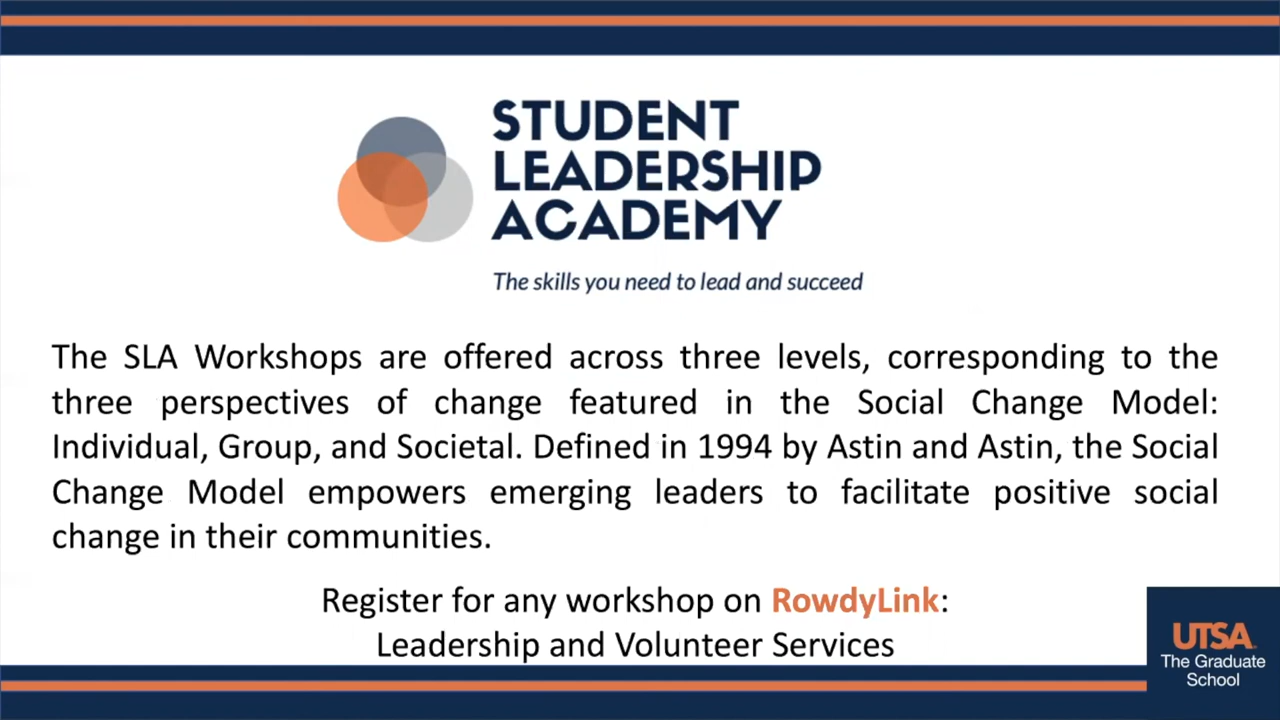 STUDENT
LEADERSHIP
ACADEMY
The skills you need to lead and succeed
The SLA Workshops are offered across three levels, corresponding to the
three perspectives of change featured in the Social Change Model:
Individual, Group, and Societal. Defined in 1994 by Astin and Astin, the Social
Change Model empowers emerging leaders to facilitate positive social
change in their communities.
Register for any workshop on RowdyLink:
Leadership and Volunteer Services
UTSA
The Graduate
School